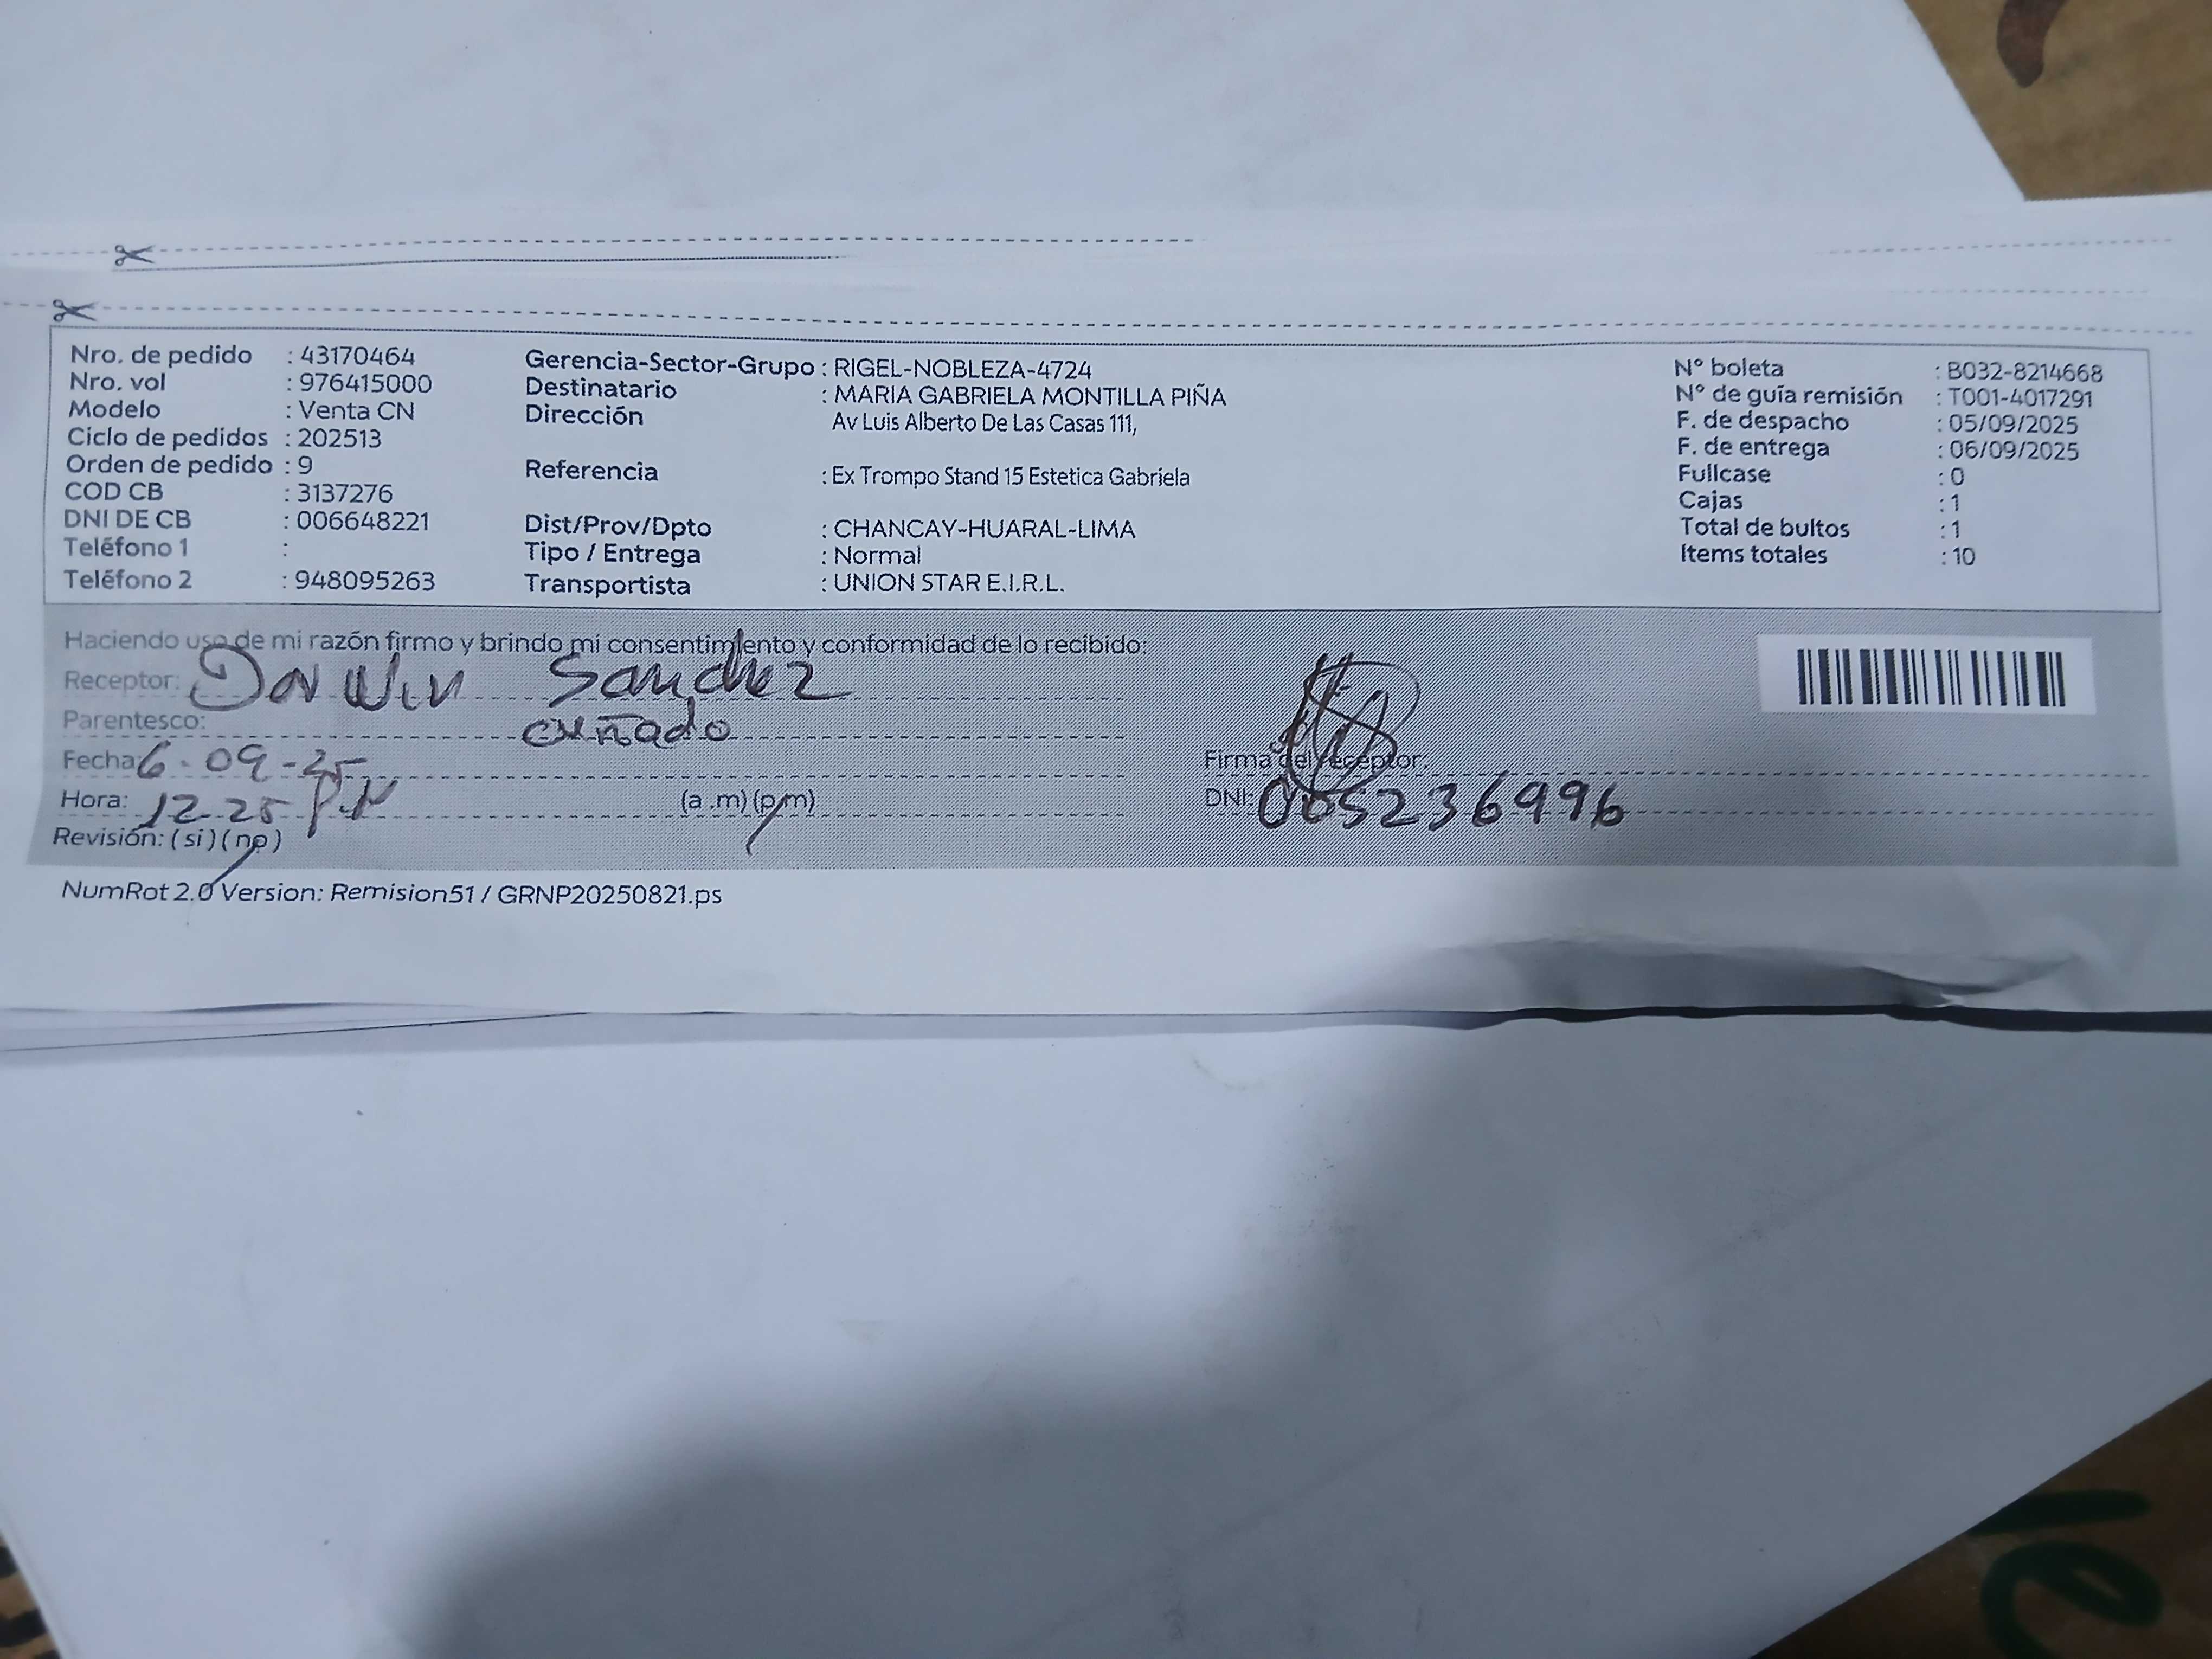 Nro. de pedido : 43170464
Nro. vol : 976415000
Modelo : Venta CN
Ciclo de pedidos : 202513
Orden de pedido : 9
COD CB : 3137276
DNI DE CB : 006648221
Teléfono 1 :
Teléfono 2 : 948095263
Gerencia-Sector-Grupo : RIGEL-NOBLEZA-4724
Destinatario : MARIA GABRIELA MONTILLA PIÑA
Dirección Av Luis Alberto De Las Casas 111,
Referencia : Ex Trompo Stand 15 Estetica Gabriela
Dist/Prov/Dpto : CHANCAY-HUARAL-LIMA
Tipo / Entrega : Normal
Transportista : UNION STAR E.I.R.L.
N° boleta : B032-8214668
N° de guía remisión : T001-4017291
F. de despacho : 05/09/2025
F. de entrega : 06/09/2025
Fullcase : 0
Cajas : 1
Total de bultos : 1
Items totales : 10
Haciendo uso de mi razón firmo y brindo mi consentimiento y conformidad de lo recibido:
Receptor: Darwin Sanchez
Parentesco: cuñado
Fecha: 6-09-25
Hora: 12-25 P.M (a .m) (p.m)
Revisión: ( si ) ( no )
Firma del receptor:
DNI: 005236996
NumRot 2.0 Version: Remision51 / GRNP20250821.ps